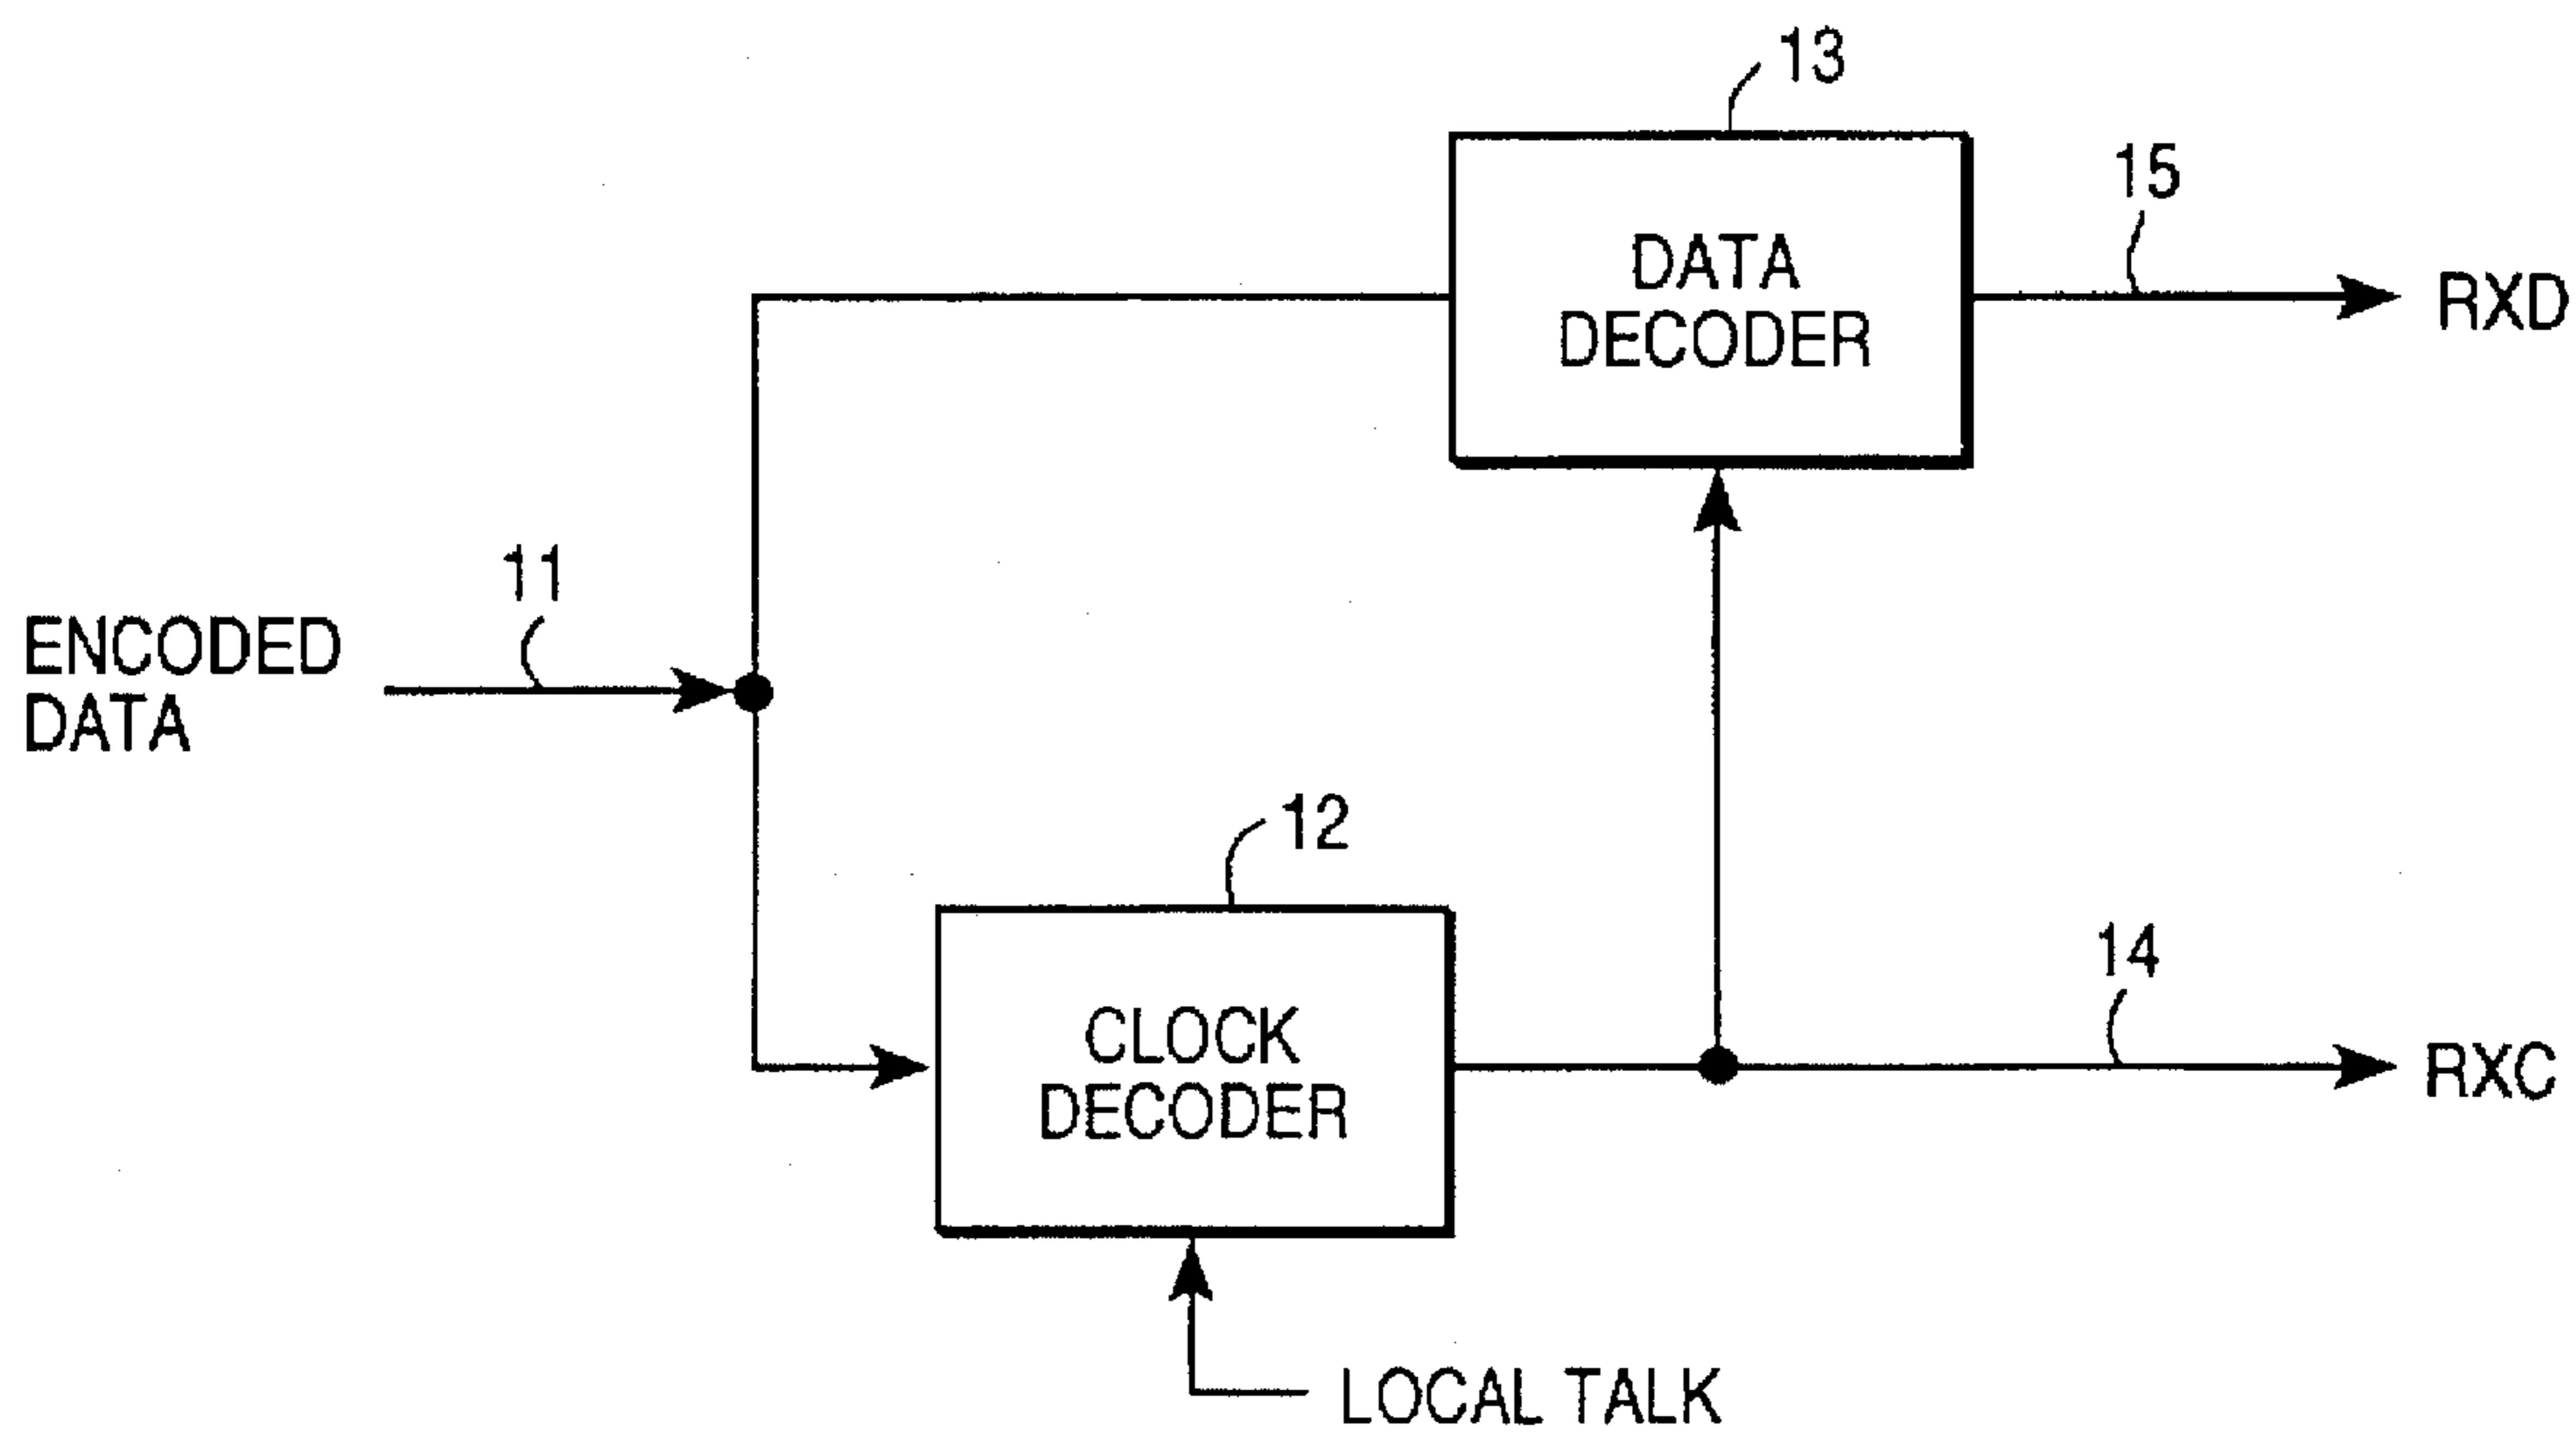 13
15
DATA
DECODER
RXD
11
ENCODED
DATA
12
14
CLOCK
DECODER
RXC
LOCAL TALK